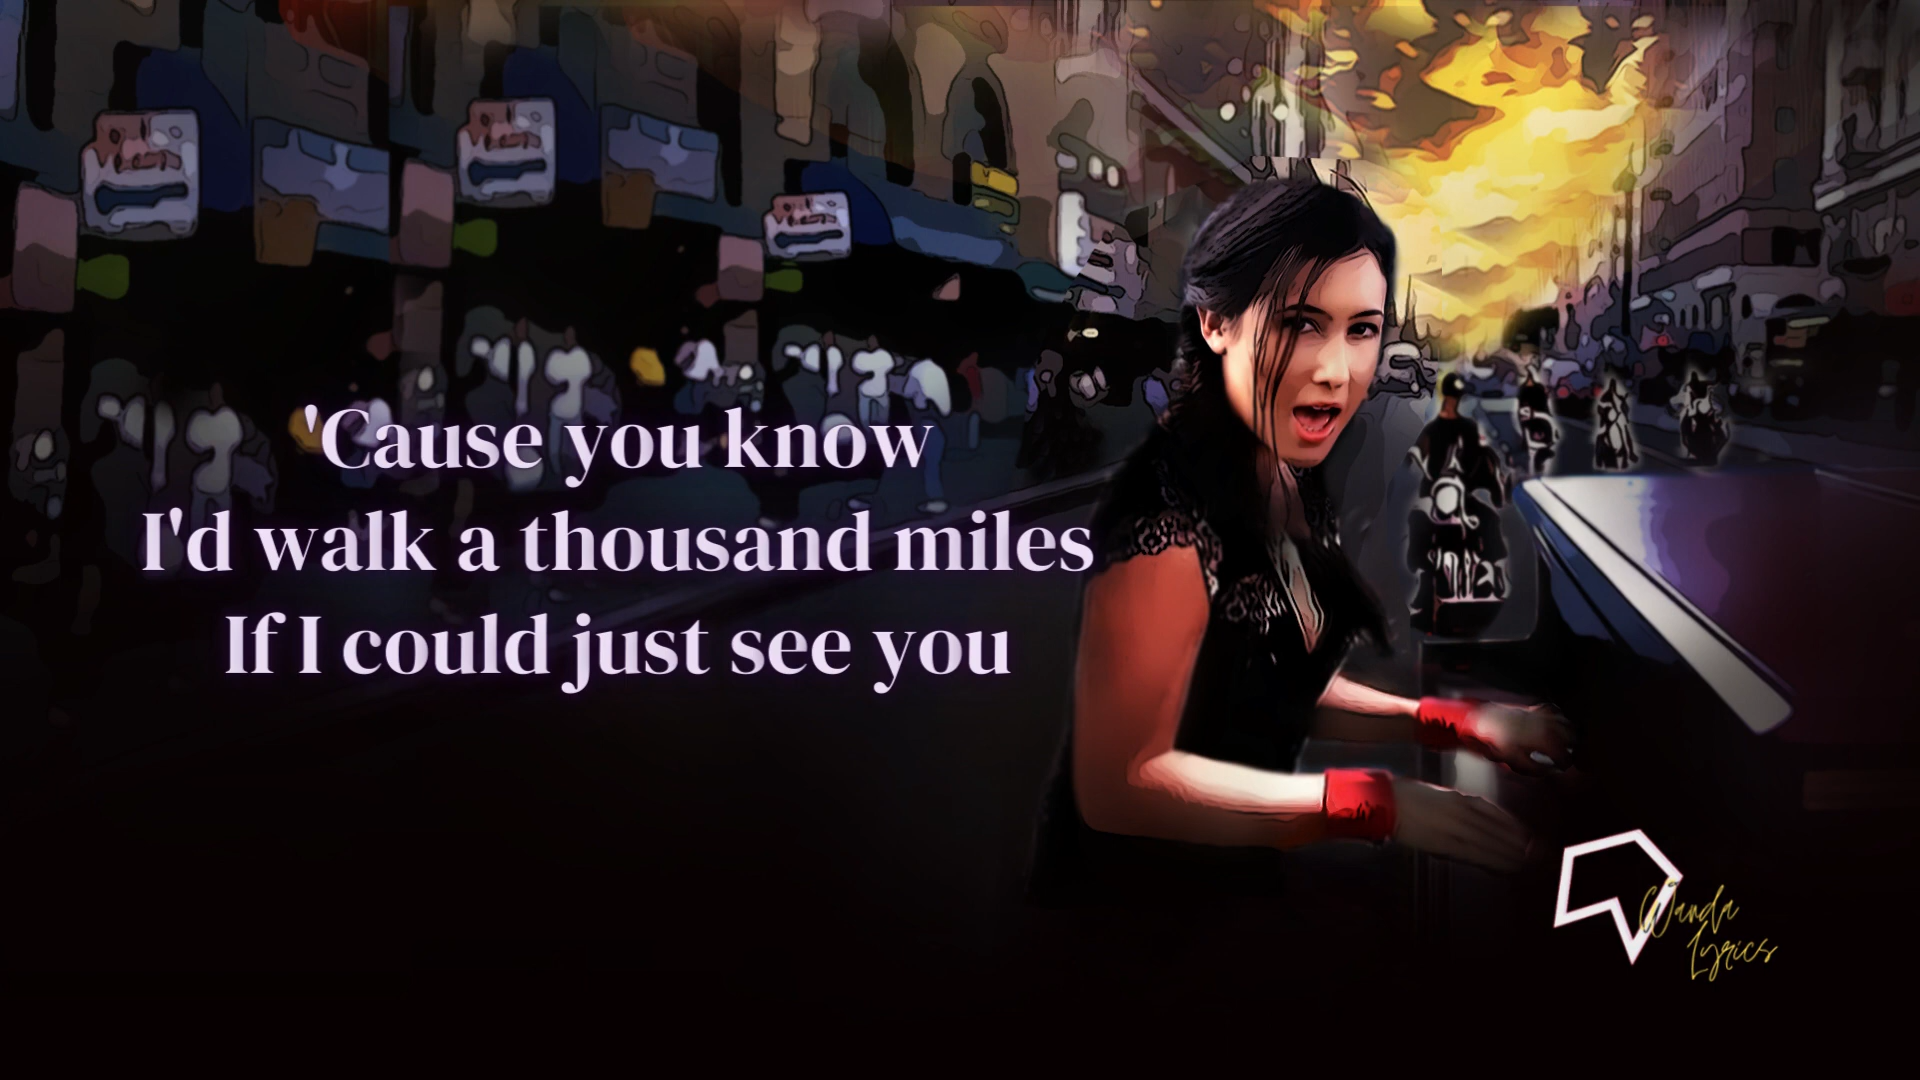 'Cause you know
I'd walk a thousand miles
If I could just see you
Wanda
Lyrics